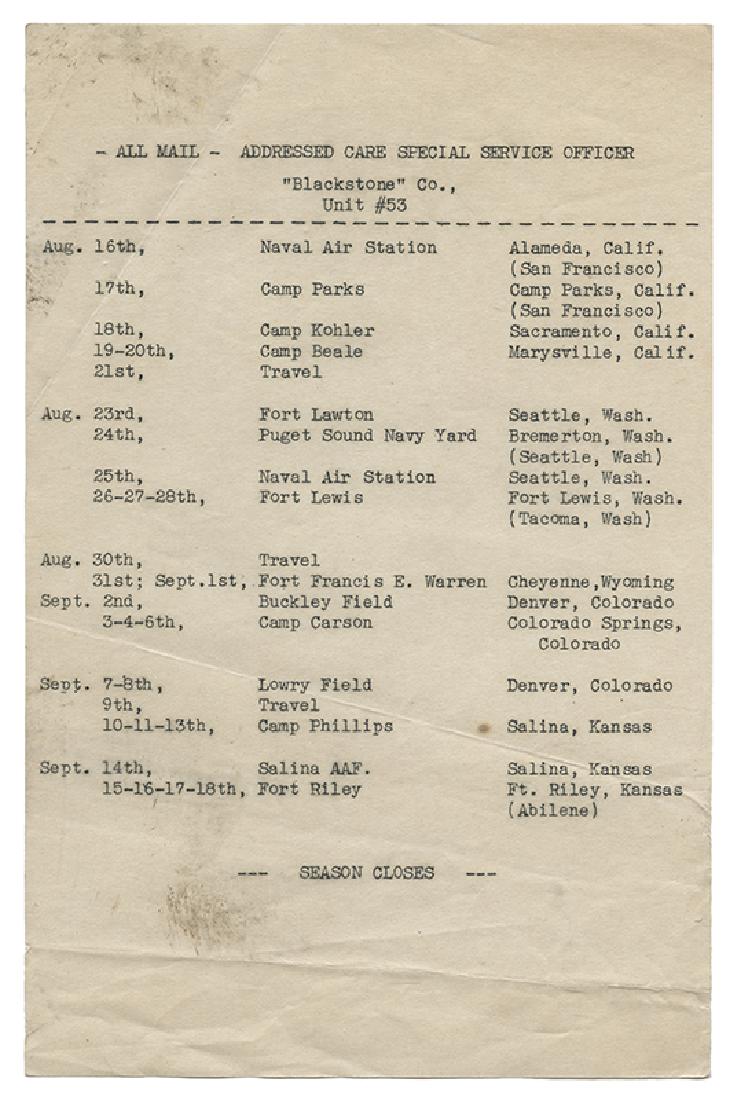 - ALL MAIL - ADDRESSED CARE SPECIAL SERVICE OFFICER
"Blackstone" Co.,
Unit #53
Aug. 16th, Naval Air Station Alameda, Calif.
(San Francisco)
17th, Camp Parks Camp Parks, Calif.
(San Francisco)
18th, Camp Kohler Sacramento, Calif.
19-20th, Camp Beale Marysville, Calif.
21st, Travel
Aug. 23rd, Fort Lawton Seattle, Wash.
24th, Puget Sound Navy Yard Bremerton, Wash.
(Seattle, Wash)
25th, Naval Air Station Seattle, Wash.
26-27-28th, Fort Lewis Fort Lewis, Wash.
(Tacoma, Wash)
Aug. 30th, Travel
31st; Sept.1st, Fort Francis E. Warren Cheyenne,Wyoming
Sept. 2nd, Buckley Field Denver, Colorado
3-4-6th, Camp Carson Colorado Springs,
Colorado
Sept. 7-8th, Lowry Field Denver, Colorado
9th, Travel
10-11-13th, Camp Phillips Salina, Kansas
Sept. 14th, Salina AAF. Salina, Kansas
15-16-17-18th, Fort Riley Ft. Riley, Kansas
(Abilene)
--- SEASON CLOSES ---